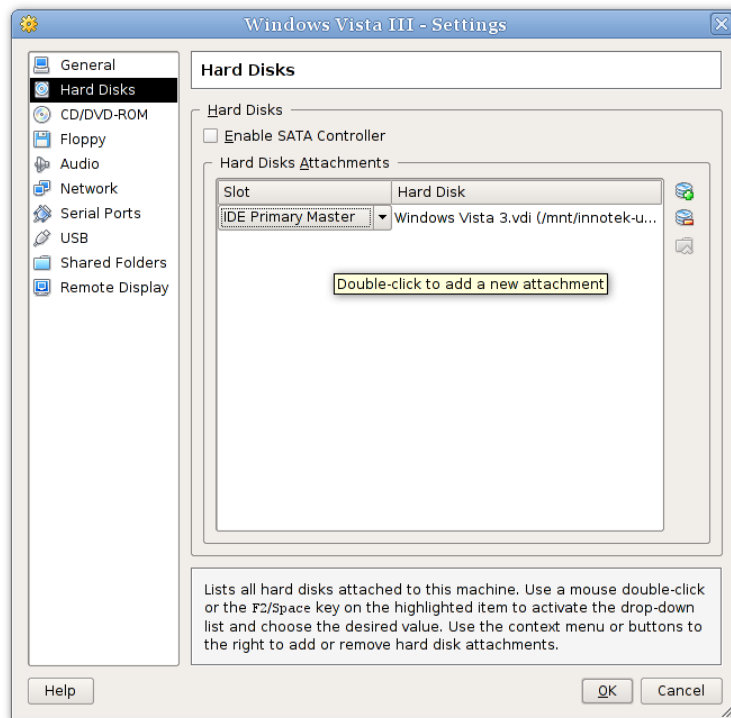 Windows Vista III - Settings
General
Hard Disks
CD/DVD-ROM
Floppy
Audio
Network
Serial Ports
USB
Shared Folders
Remote Display
Hard Disks
Hard Disks
Enable SATA Controller
Hard Disks Attachments
Slot Hard Disk
IDE Primary Master Windows Vista 3.vdi (/mnt/innotek-u...
Double-click to add a new attachment
Lists all hard disks attached to this machine. Use a mouse double-click
or the F2/Space key on the highlighted item to activate the drop-down
list and choose the desired value. Use the context menu or buttons to
the right to add or remove hard disk attachments.
Help OK Cancel